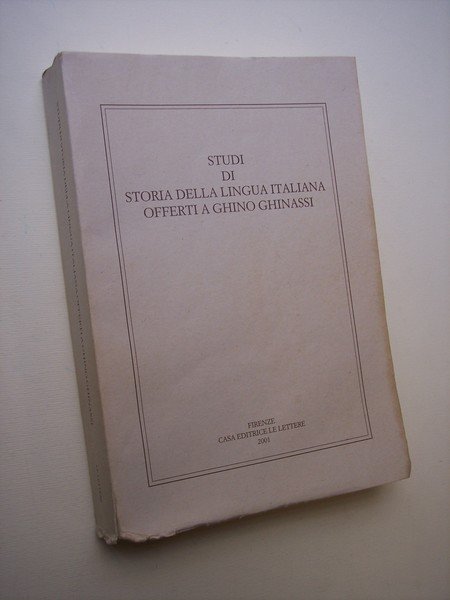 STUDI
DI
STORIA DELLA LINGUA ITALIANA
OFFERTI A GHINO GHINASSI
FIRENZE
CASA EDITRICE LE LETTERE
2001